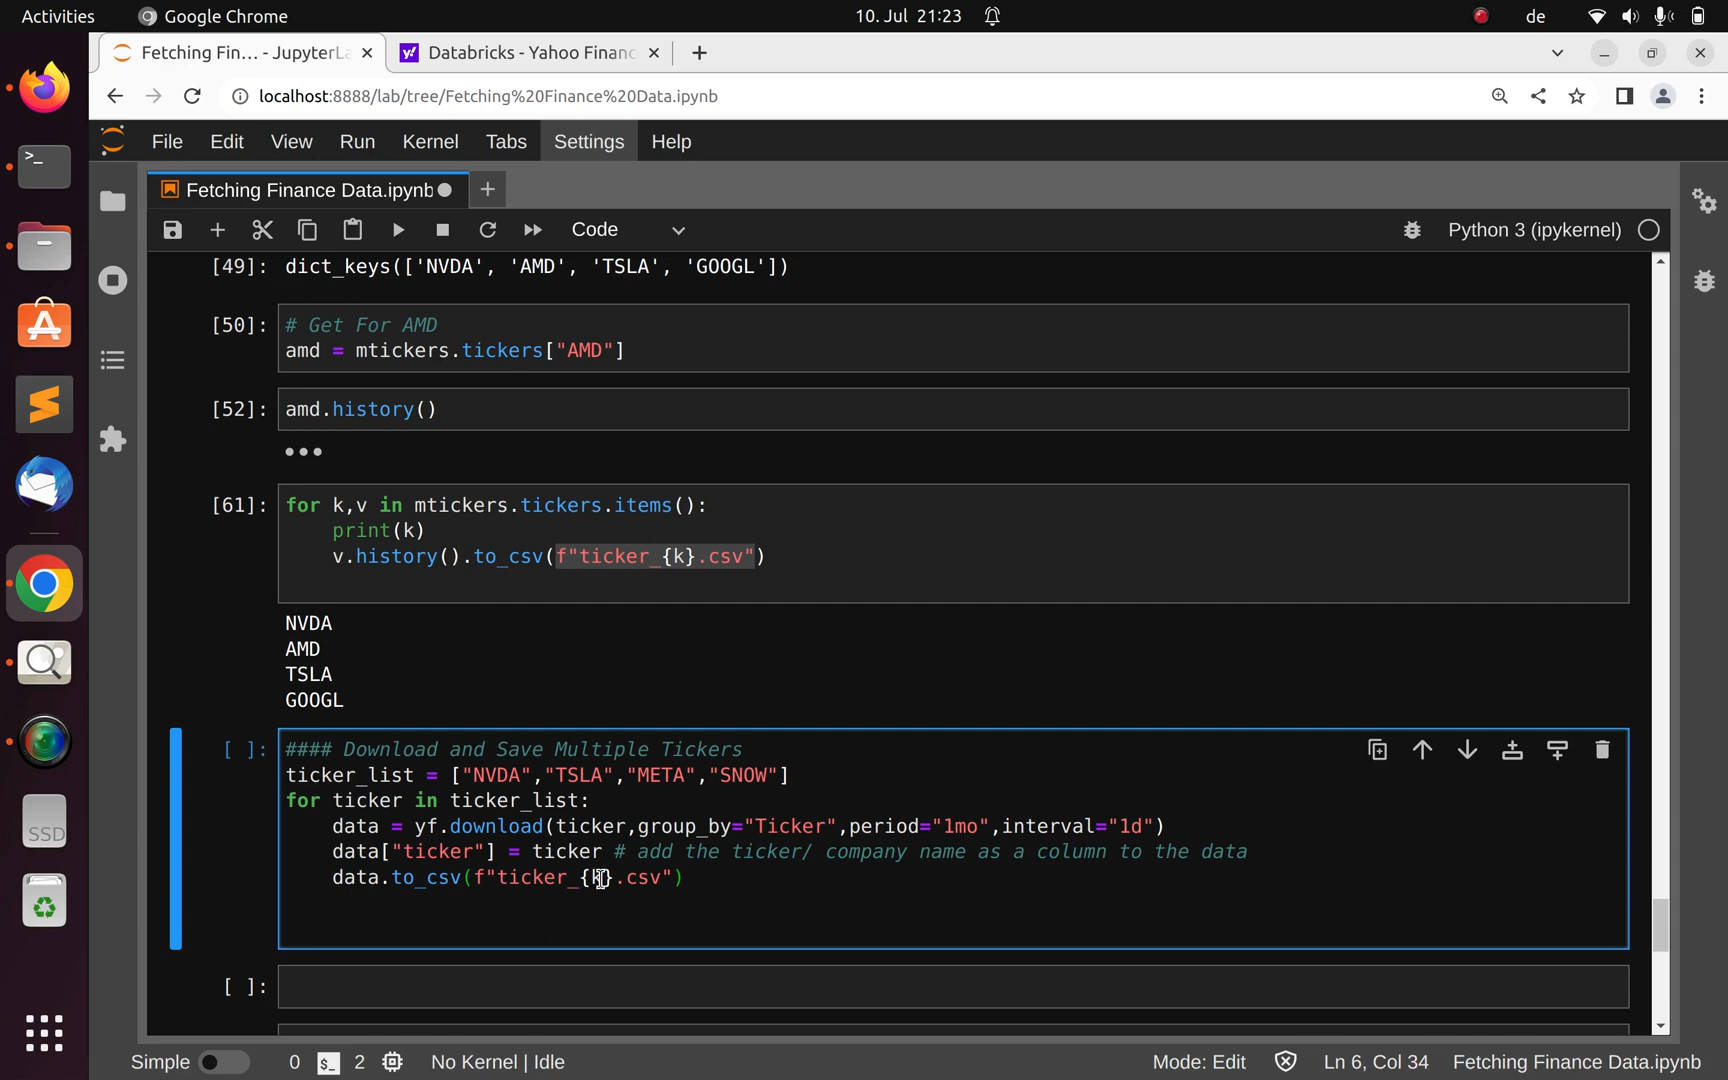 Activities
Google Chrome
10. Jul 21:23
de
Fetching Fin... - JupyterLa
Databricks - Yahoo Financ
localhost:8888/lab/tree/Fetching%20Finance%20Data.ipynb
File Edit View Run Kernel Tabs Settings Help
Fetching Finance Data.ipynb
Code
Python 3 (ipykernel)
[49]: dict_keys(['NVDA', 'AMD', 'TSLA', 'GOOGL'])
[50]: # Get For AMD
amd = mtickers.tickers["AMD"]
[52]: amd.history()
[61]: for k,v in mtickers.tickers.items():
print(k)
v.history().to_csv(f"ticker_{k}.csv")
NVDA
AMD
TSLA
GOOGL
[ ]: #### Download and Save Multiple Tickers
ticker_list = ["NVDA","TSLA","META","SNOW"]
for ticker in ticker_list:
data = yf.download(ticker,group_by="Ticker",period="1mo",interval="1d")
data["ticker"] = ticker # add the ticker/ company name as a column to the data
data.to_csv(f"ticker_{k}.csv")
[ ]:
SSD
Simple 0 2 No Kernel | Idle
Mode: Edit Ln 6, Col 34 Fetching Finance Data.ipynb